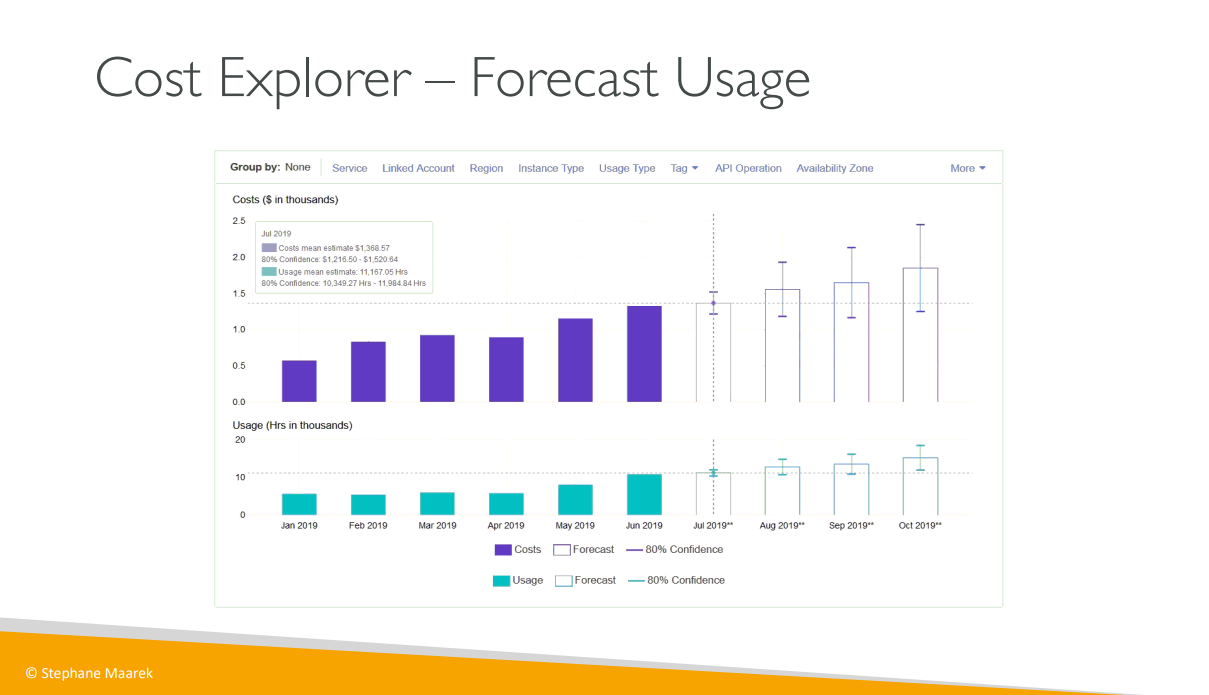 Cost Explorer – Forecast Usage
Group by: None Service Linked Account Region Instance Type Usage Type Tag API Operation Availability Zone More
Costs ($ in thousands)
2.5
2.0
1.5
1.0
0.5
0.0
Jul 2019
Costs mean estimate $1,368.57
80% Confidence: $1,216.50 - $1,520.64
Usage mean estimate: 11,167.05 Hrs
80% Confidence: 10,349.27 Hrs - 11,984.84 Hrs
Usage (Hrs in thousands)
20
10
0
Jan 2019 Feb 2019 Mar 2019 Apr 2019 May 2019 Jun 2019 Jul 2019** Aug 2019** Sep 2019** Oct 2019**
Costs Forecast 80% Confidence
Usage Forecast 80% Confidence
© Stephane Maarek